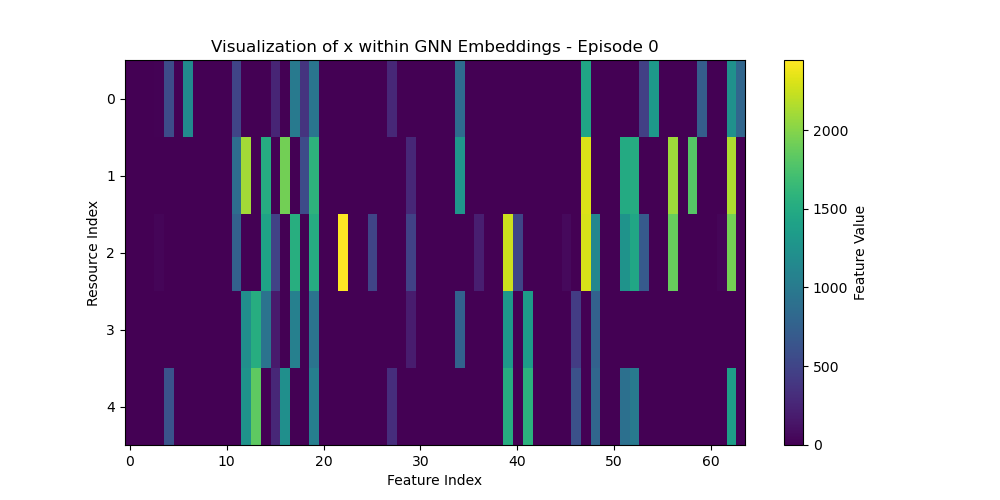 Visualization of x within GNN Embeddings - Episode 0
Resource Index
0
1
2
3
4
0 10 20 30 40 50 60
Feature Index
2000
1500
1000
500
0
Feature Value